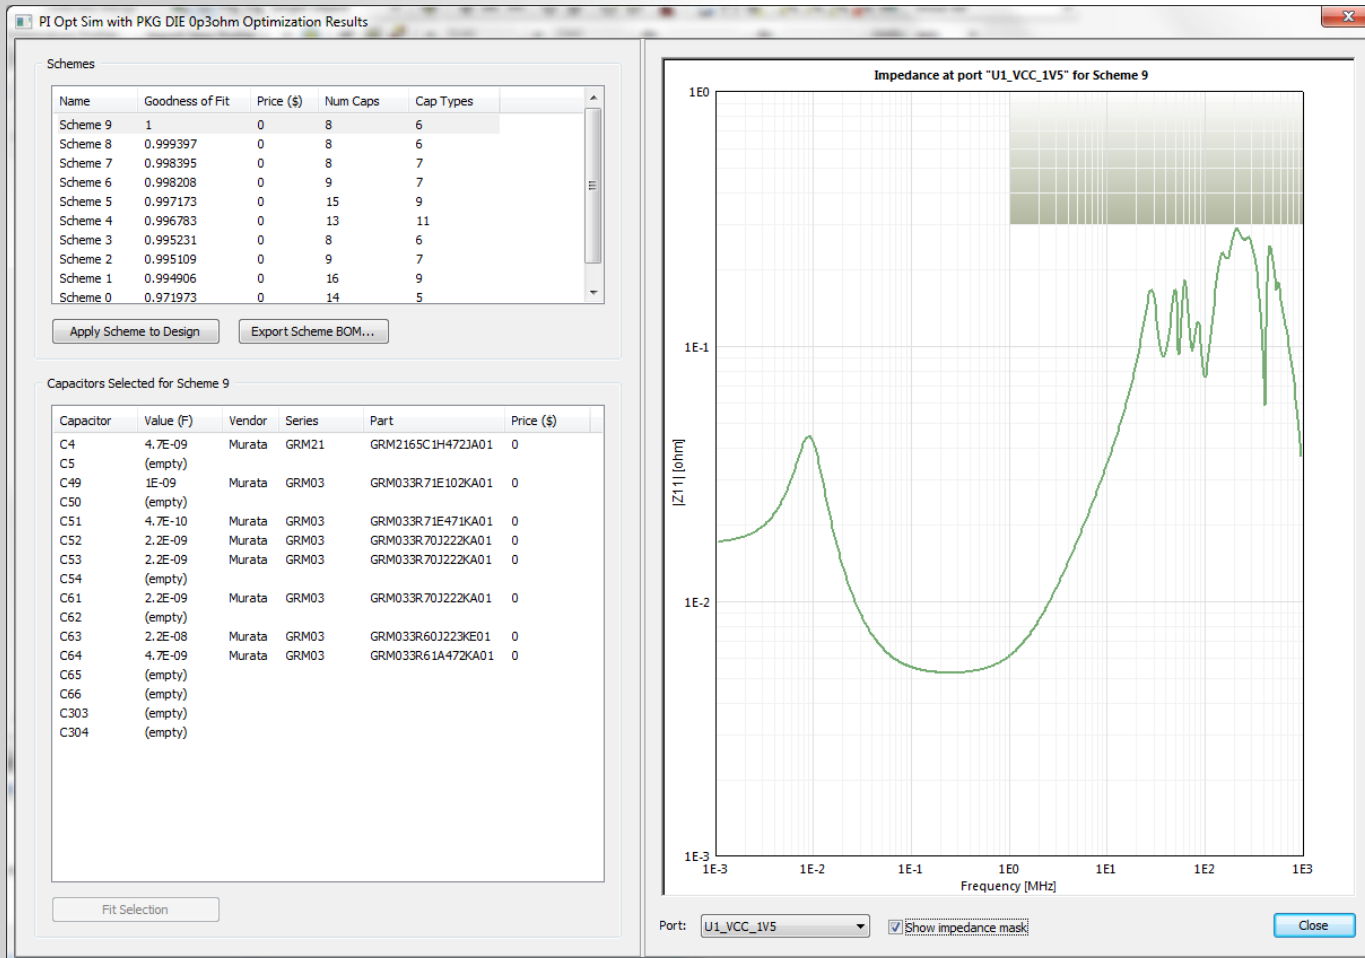 PI Opt Sim with PKG DIE 0p3ohm Optimization Results
Schemes
Name Goodness of Fit Price ($) Num Caps Cap Types
Scheme 9 1 0 8 6
Scheme 8 0.999397 0 8 6
Scheme 7 0.998395 0 8 7
Scheme 6 0.998208 0 9 7
Scheme 5 0.997173 0 15 9
Scheme 4 0.996783 0 13 11
Scheme 3 0.995231 0 8 6
Scheme 2 0.995109 0 9 7
Scheme 1 0.994906 0 16 9
Scheme 0 0.971973 0 14 5
Apply Scheme to Design Export Scheme BOM...
Capacitors Selected for Scheme 9
Capacitor Value (F) Vendor Series Part Price ($)
C4 4.7E-09 Murata GRM21 GRM2165C1H472JA01 0
C5 (empty)
C49 1E-09 Murata GRM03 GRM033R71E102KA01 0
C50 (empty)
C51 4.7E-10 Murata GRM03 GRM033R71E471KA01 0
C52 2.2E-09 Murata GRM03 GRM033R70J222KA01 0
C53 2.2E-09 Murata GRM03 GRM033R70J222KA01 0
C54 (empty)
C61 2.2E-09 Murata GRM03 GRM033R70J222KA01 0
C62 (empty)
C63 2.2E-08 Murata GRM03 GRM033R60J223KE01 0
C64 4.7E-09 Murata GRM03 GRM033R61A472KA01 0
C65 (empty)
C66 (empty)
C303 (empty)
C304 (empty)
Fit Selection
Impedance at port "U1_VCC_1V5" for Scheme 9
1E0
1E-1
|Z11| [ohm]
1E-2
1E-3
1E-3 1E-2 1E-1 1E0 1E1 1E2 1E3
Frequency [MHz]
Port: U1_VCC_1V5 Show impedance mask Close